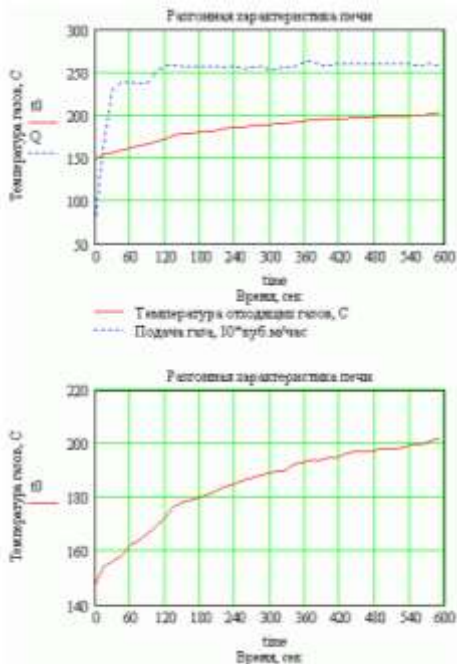 Разгонная характеристика печи
300
250
200
150
100
50
Температура газов, С
t3
Q
0 60 120 180 240 300 360 420 480 540 600
time
Время, сек
Температура отходящих газов, С
Подача газа, 10*куб.м/час
Разгонная характеристика печи
220
200
180
160
140
Температура газов, С
t3
0 60 120 180 240 300 360 420 480 540 600
time
Время, сек